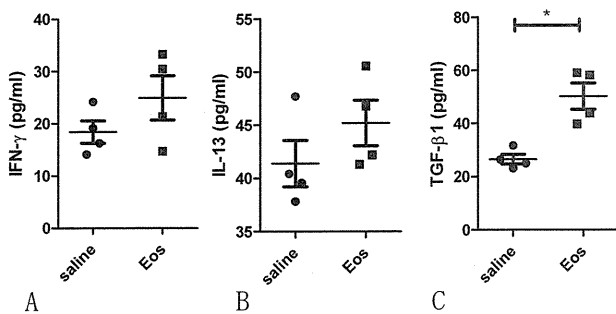 IFN-γ (pg/ml)
40
30
20
10
0
saline
Eos
A
IL-13 (pg/ml)
55
50
45
40
35
saline
Eos
B
TGF-β1 (pg/ml)
80
60
40
20
0
*
saline
Eos
C